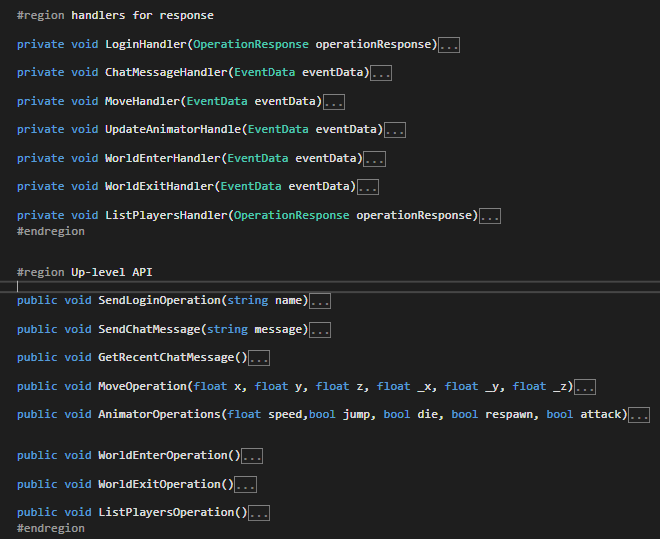 #region handlers for response
private void LoginHandler(OperationResponse operationResponse)...
private void ChatMessageHandler(EventData eventData)...
private void MoveHandler(EventData eventData)...
private void UpdateAnimatorHandle(EventData eventData)...
private void WorldEnterHandler(EventData eventData)...
private void WorldExitHandler(EventData eventData)...
private void ListPlayersHandler(OperationResponse operationResponse)...
#endregion
#region Up-level API
public void SendLoginOperation(string name)...
public void SendChatMessage(string message)...
public void GetRecentChatMessage()...
public void MoveOperation(float x, float y, float z, float _x, float _y, float _z)...
public void AnimatorOperations(float speed,bool jump, bool die, bool respawn, bool attack)...
public void WorldEnterOperation()...
public void WorldExitOperation()...
public void ListPlayersOperation()...
#endregion